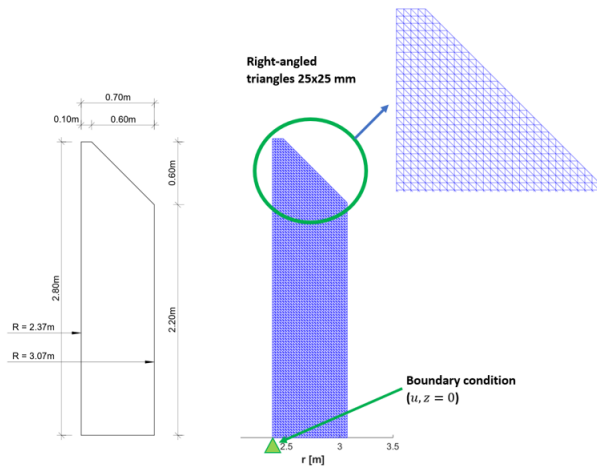 Right-angled
triangles 25x25 mm
0.70m
0.10m
0.60m
0.60m
2.80m
2.20m
R = 2.37m
R = 3.07m
Boundary condition
(u, z = 0)
2.5
3
3.5
r [m]